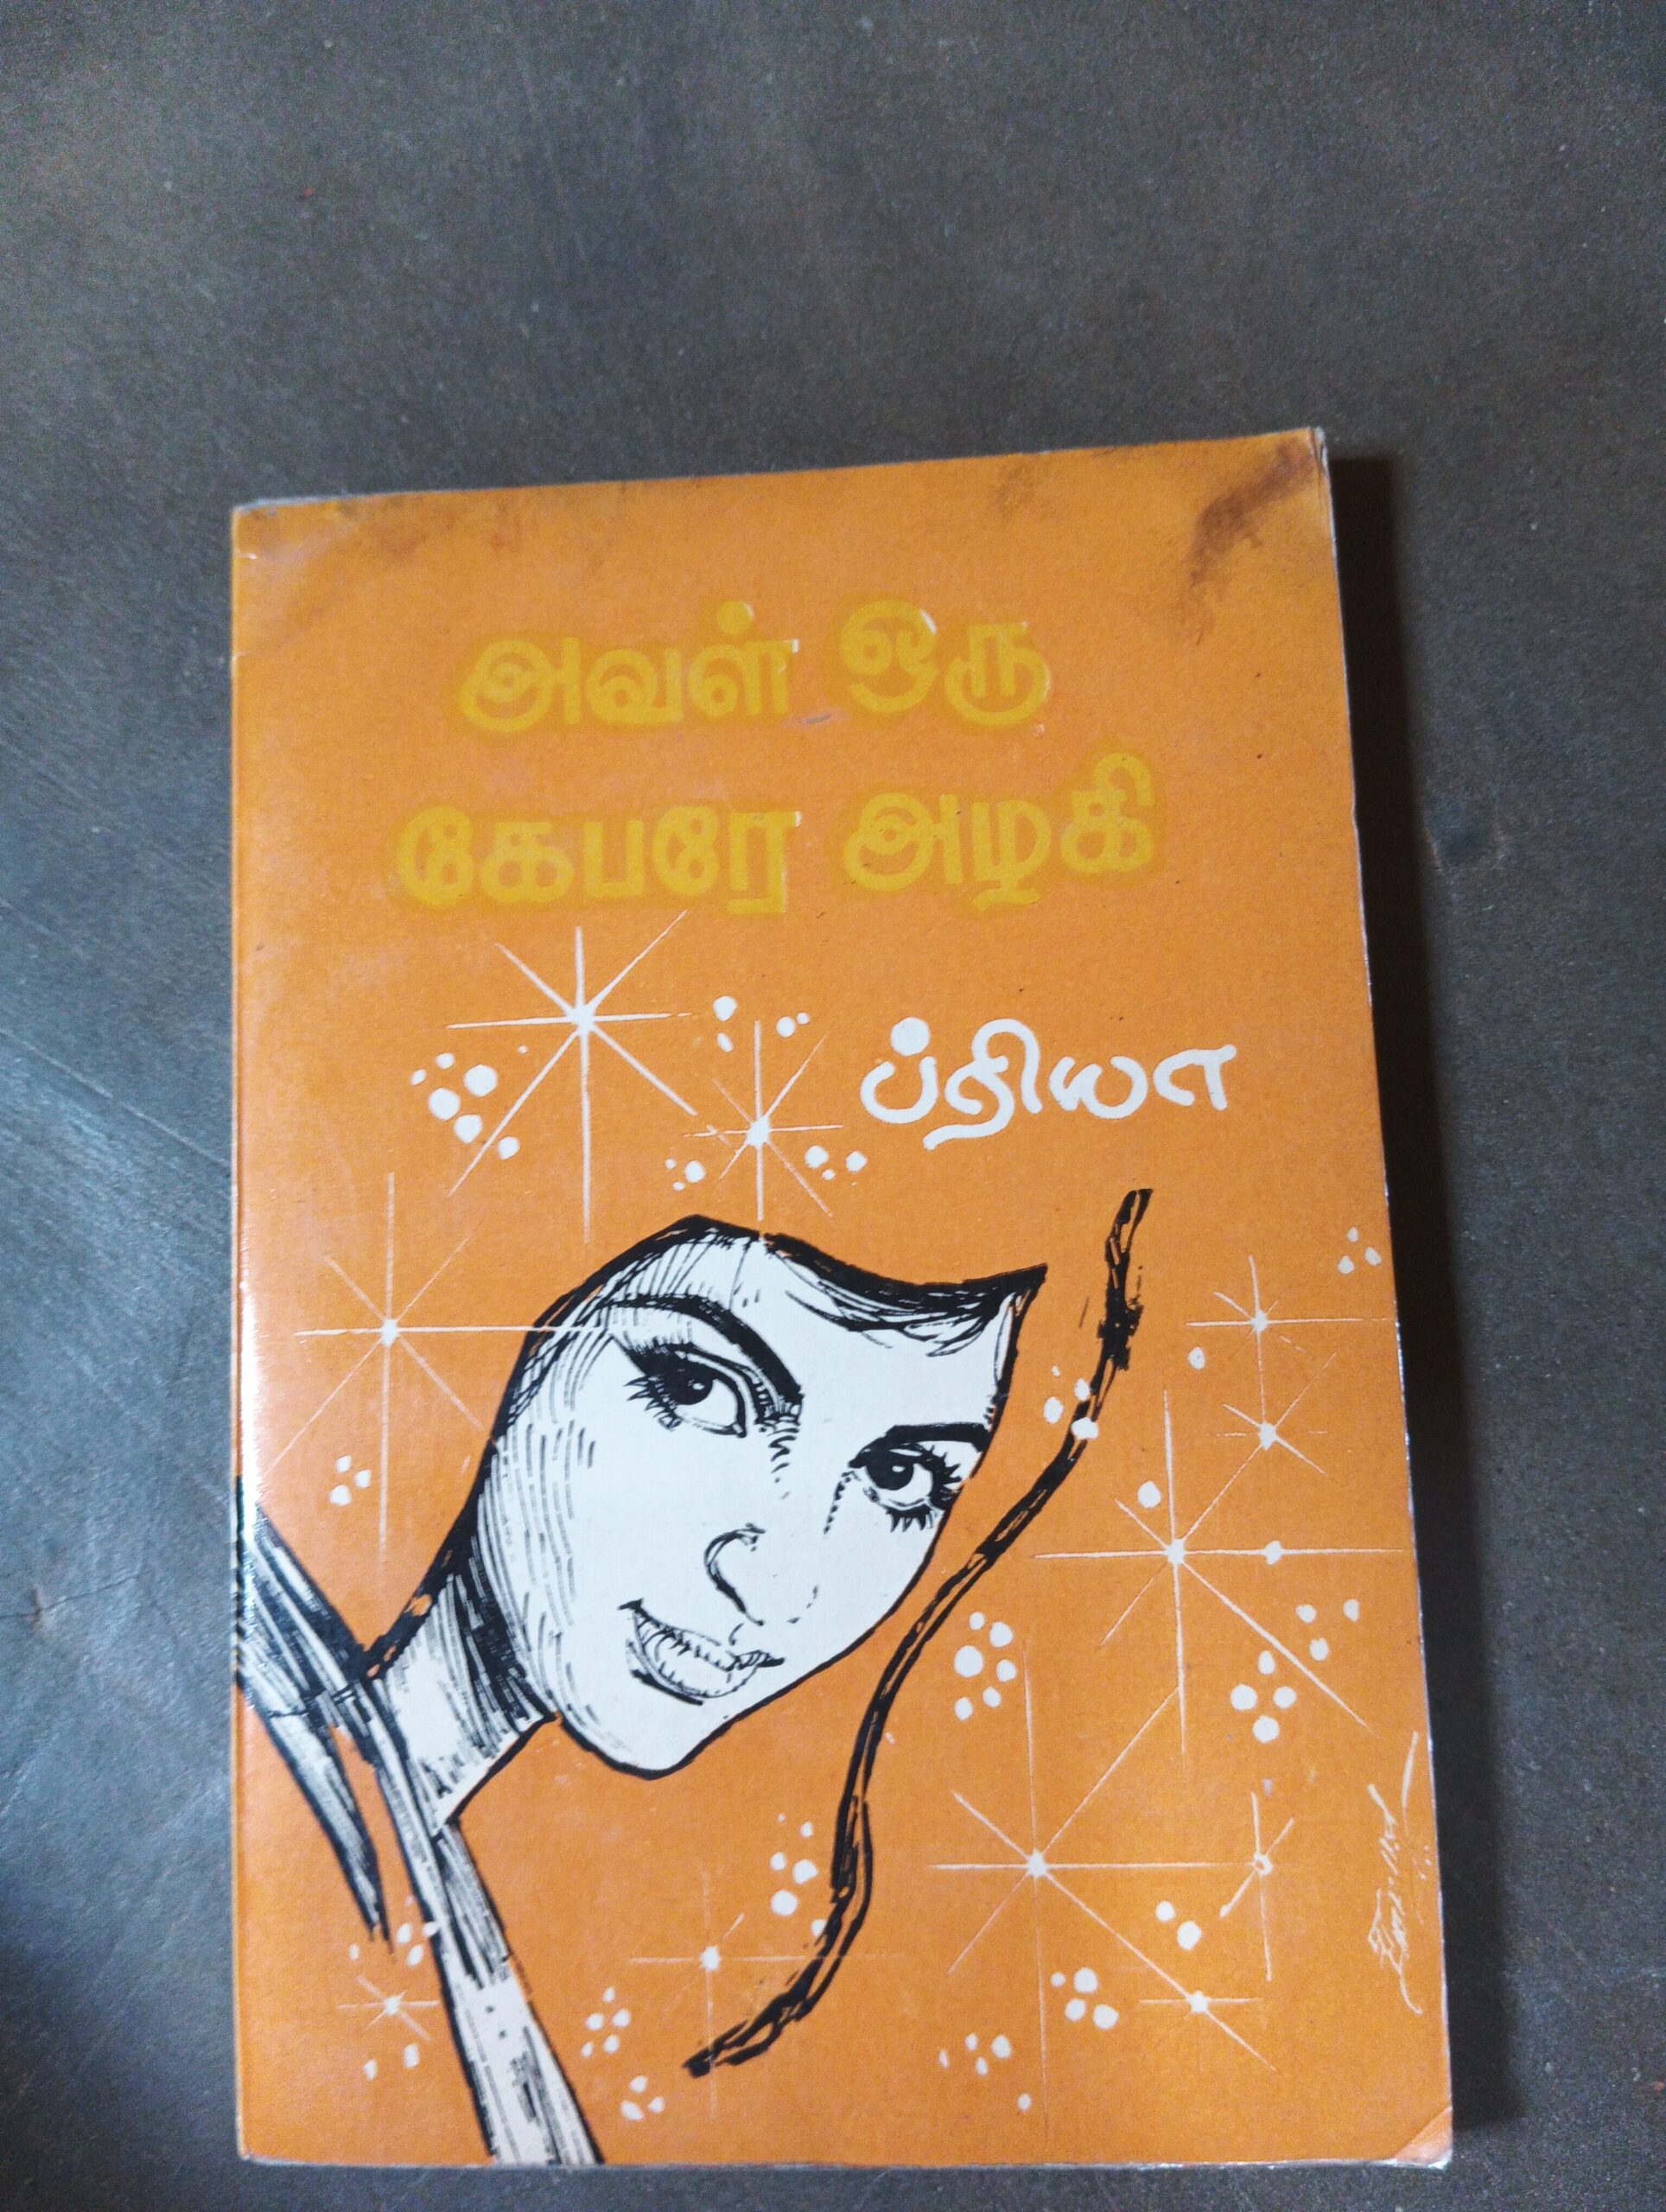 அவள் ஒரு
கேபரே அழகி
ப்ரியா